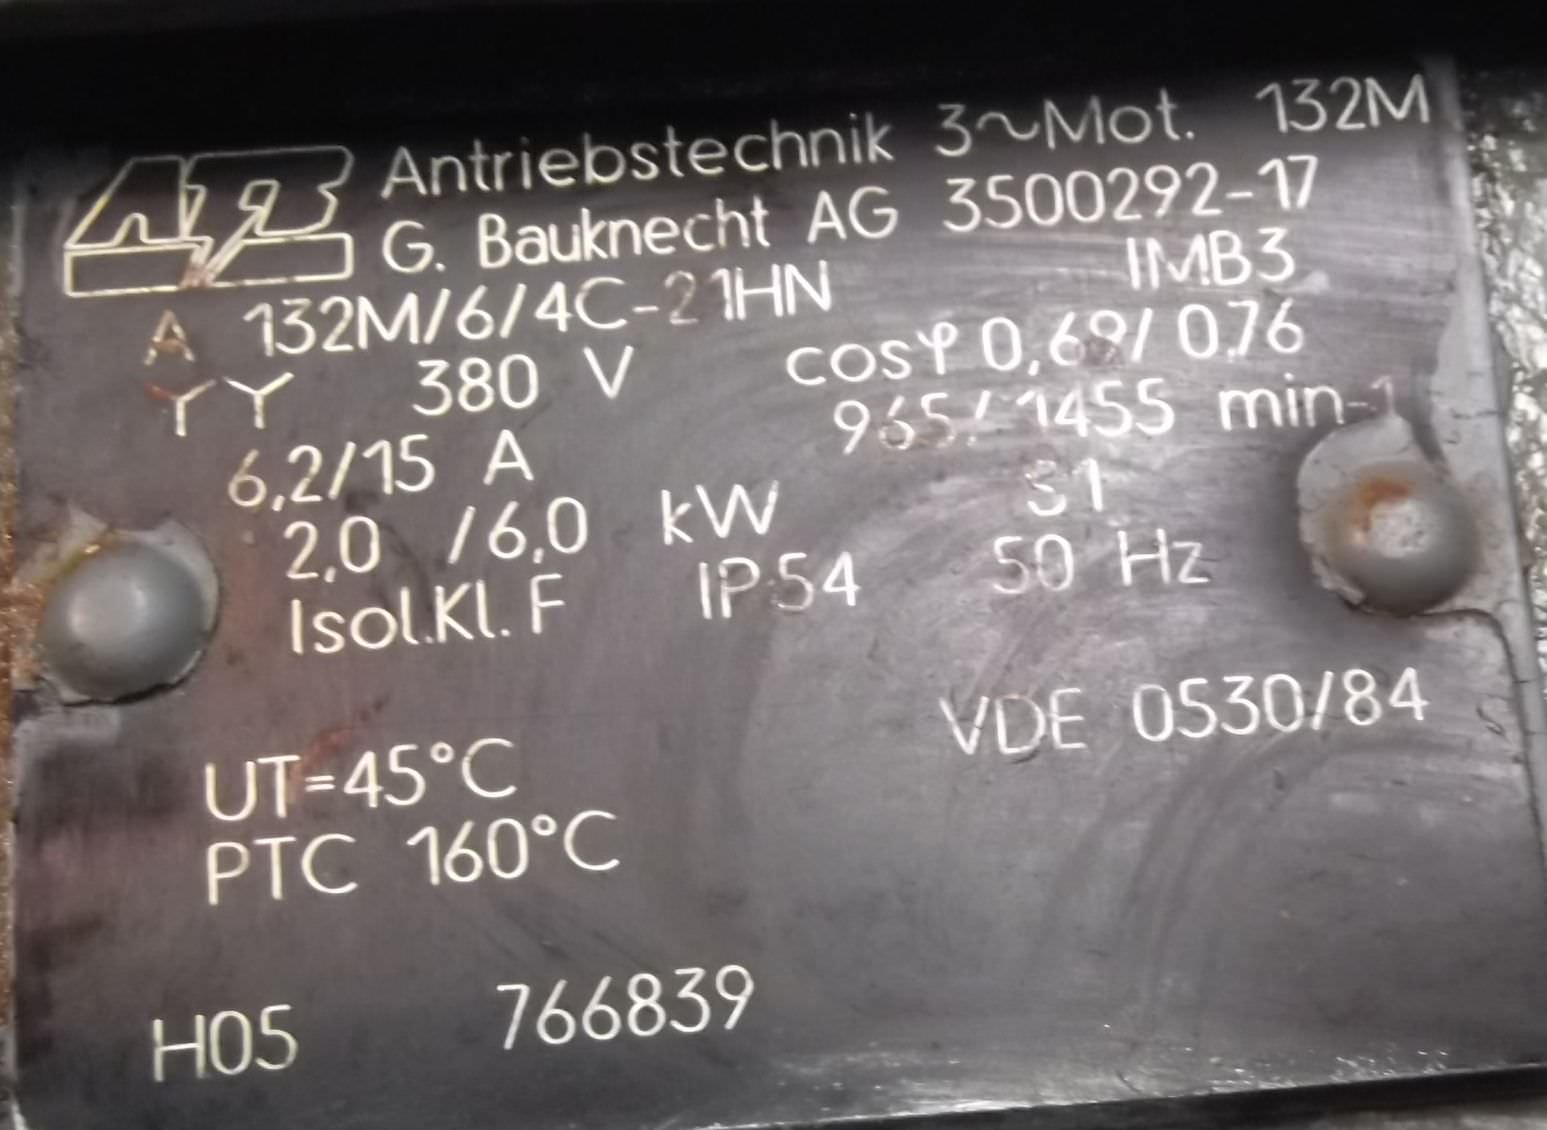 Antriebstechnik 3~Mot. 132M
G. Bauknecht AG 3500292-17
A 132M/6/4C-21HN IMB3
Y Y 380 V cosφ 0,69/ 0,76
6,2/15 A 965/ 1455 min-1
2,0 /6,0 kW S1
Isol.Kl. F IP 54 50 Hz
VDE 0530/84
UT=45°C
PTC 160°C
H05 766839